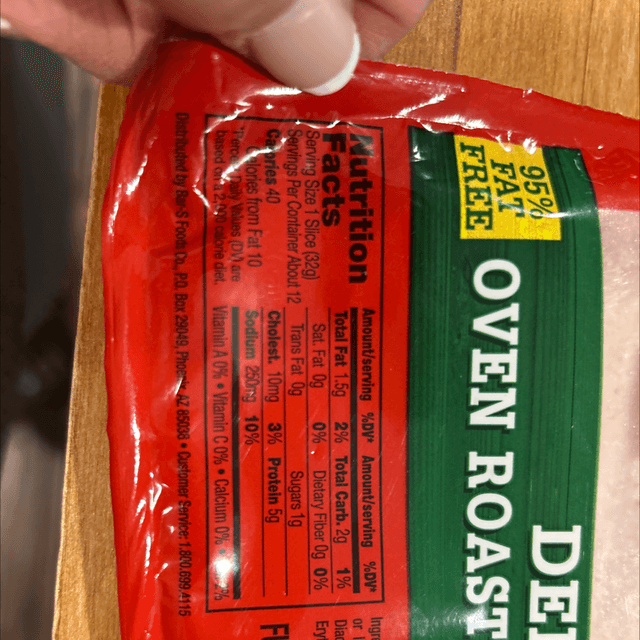 95%
FAT
FREE
DE
OVEN ROAST
Nutrition
Facts
Serving Size 1 Slice (32g)
Servings Per Container About 12
Calories 40
Calories from Fat 10
Daily Values (DV) are
based on a calorie diet.
Amount/serving %DV* Amount/serving %DV*
Total Fat 1.5g 2% Total Carb. 2g 1%
Sat. Fat 0g 0% Dietary Fiber 0g 0%
Trans Fat 0g Sugars 1g
Cholest. 10mg 3% Protein 5g
Sodium 250mg 10%
Vitamin A 0% • Vitamin C 0% • Calcium 0% •
Distributed by Bar-S Foods Co., P.O. Box 29049, Phoenix, AZ 85038 • Customer Service: 1.800.699.4115
Ingr
or l
Dia
Ery